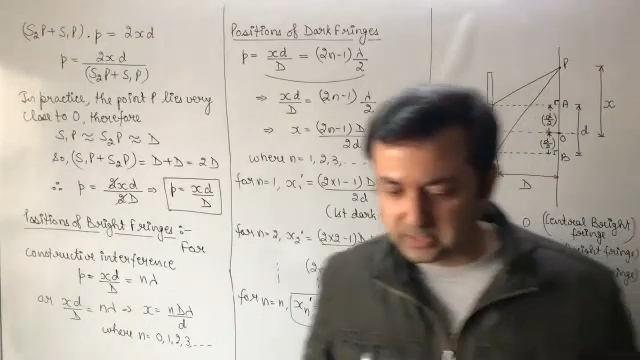 (S₂P + S₁P) · p = 2xd
p = 2xd / (S₂P + S₁P)
In practice, the point P lies very
close to O, therefore
S₁P ≈ S₂P ≈ D
So, (S₁P + S₂P) = D + D = 2D
∴ p = 2xd / 2D ⇒ p = xd / D
Positions of Bright Fringes :-
For
constructive interference
p = xd / D = nλ
or xd / D = nλ ⇒ x = nDλ / d
where n = 0, 1, 2, 3, ....
Positions of Dark Fringes
p = xd / D = (2n-1) λ/2
⇒ xd / D = (2n-1) λ/2
⇒ x = (2n-1) D / 2d
where n = 1, 2, 3, ...
For n = 1, x₁' = (2×1-1) D / 2d
(1st dark
For n = 2, x₂' = (2×2-1) D
(2
For n = n, xₙ'
P
A
x
d/2
O
d
d/2
B
D
O (Central Bright
fringe
bright fringe)